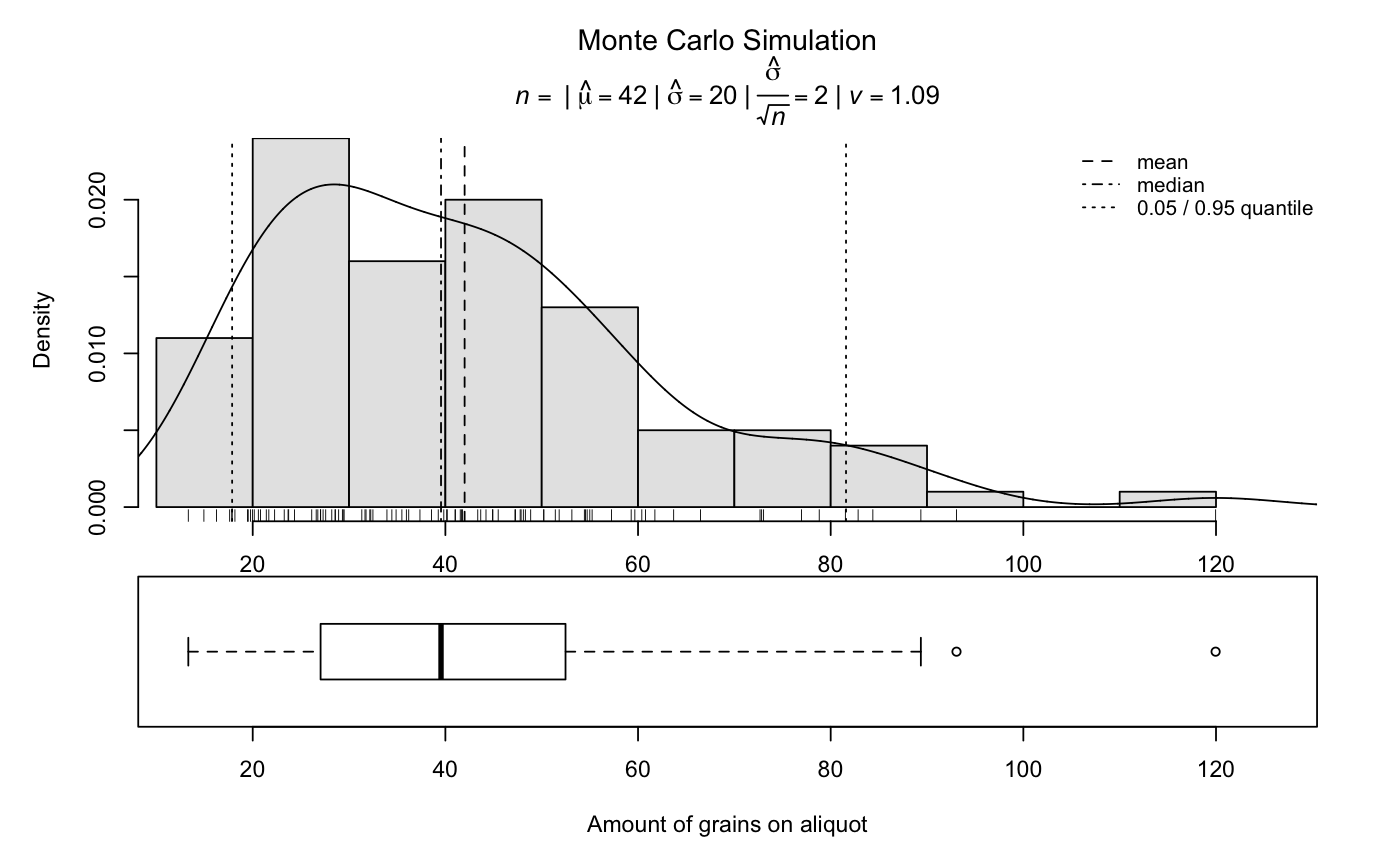 Monte Carlo Simulation
n = | μ̂ = 42 | σ̂ = 20 | σ̂/√n = 2 | v = 1.09
mean
median
0.05 / 0.95 quantile
Density
0.020
0.010
0.000
20 40 60 80 100 120
20 40 60 80 100 120
Amount of grains on aliquot